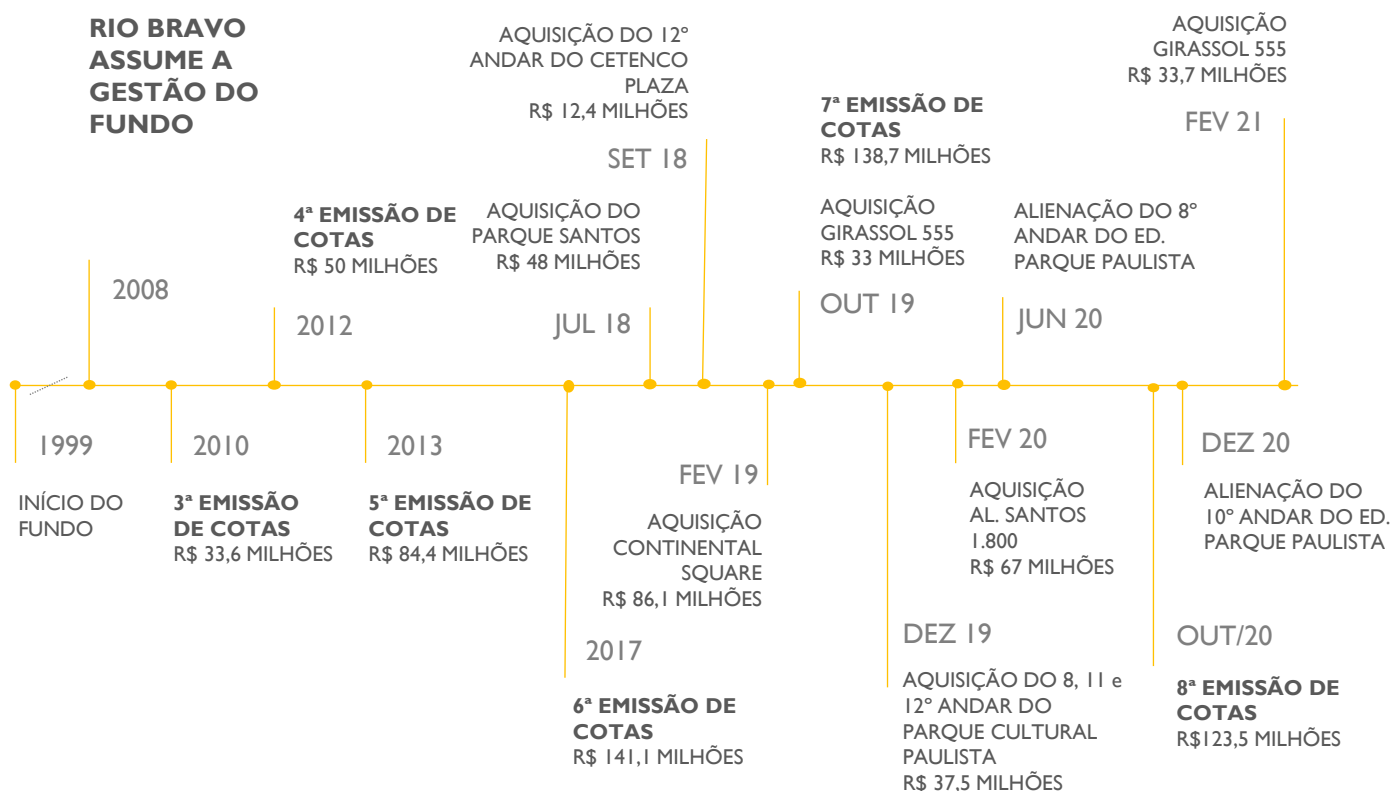 RIO BRAVO
ASSUME A
GESTÃO DO
FUNDO
2008
4ª EMISSÃO DE
COTAS
R$ 50 MILHÕES
2012
AQUISIÇÃO DO
PARQUE SANTOS
R$ 48 MILHÕES
JUL 18
AQUISIÇÃO DO 12º
ANDAR DO CETENCO
PLAZA
R$ 12,4 MILHÕES
SET 18
7ª EMISSÃO DE
COTAS
R$ 138,7 MILHÕES
AQUISIÇÃO
GIRASSOL 555
R$ 33 MILHÕES
OUT 19
ALIENAÇÃO DO 8º
ANDAR DO ED.
PARQUE PAULISTA
JUN 20
AQUISIÇÃO
GIRASSOL 555
R$ 33,7 MILHÕES
FEV 21
1999
INÍCIO DO
FUNDO
2010
3ª EMISSÃO
DE COTAS
R$ 33,6 MILHÕES
2013
5ª EMISSÃO DE
COTAS
R$ 84,4 MILHÕES
2017
6ª EMISSÃO DE
COTAS
R$ 141,1 MILHÕES
FEV 19
AQUISIÇÃO
CONTINENTAL
SQUARE
R$ 86,1 MILHÕES
DEZ 19
AQUISIÇÃO DO 8, 11 e
12º ANDAR DO
PARQUE CULTURAL
PAULISTA
R$ 37,5 MILHÕES
FEV 20
AQUISIÇÃO
AL. SANTOS
1.800
R$ 67 MILHÕES
OUT/20
8ª EMISSÃO DE
COTAS
R$123,5 MILHÕES
DEZ 20
ALIENAÇÃO DO
10º ANDAR DO ED.
PARQUE PAULISTA